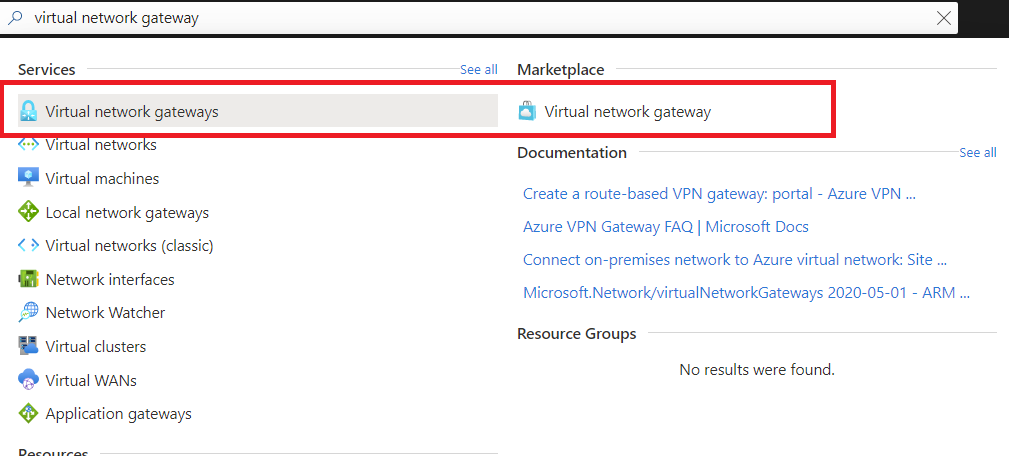 virtual network gateway
Services
See all
Virtual network gateways
Virtual networks
Virtual machines
Local network gateways
Virtual networks (classic)
Network interfaces
Network Watcher
Virtual clusters
Virtual WANs
Application gateways
Resources
Marketplace
Virtual network gateway
Documentation
See all
Create a route-based VPN gateway: portal - Azure VPN ...
Azure VPN Gateway FAQ | Microsoft Docs
Connect on-premises network to Azure virtual network: Site ...
Microsoft.Network/virtualNetworkGateways 2020-05-01 - ARM ...
Resource Groups
No results were found.